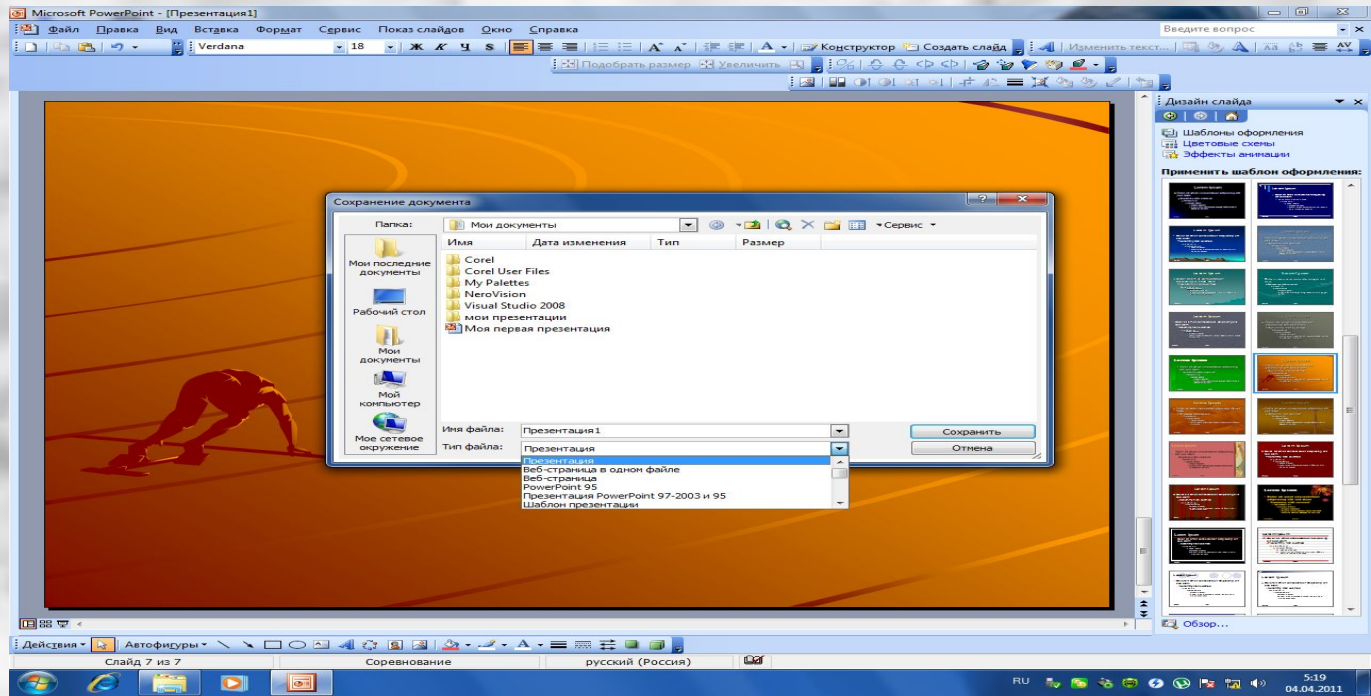 Microsoft PowerPoint - [Презентация1]
Файл Правка Вид Вставка Формат Сервис Показ слайдов Окно Справка
Введите вопрос
Verdana 18 Ж К Ч S Конструктор Создать слайд Изменить текст...
Подобрать размер Увеличить
Дизайн слайда
Шаблоны оформления
Цветовые схемы
Эффекты анимации
Применить шаблон оформления:
Сохранение документа
Папка: Мои документы Сервис
Имя Дата изменения Тип Размер
Мои последние документы
Рабочий стол
Мои документы
Мой компьютер
Мое сетевое окружение
Corel
Corel User Files
My Palettes
NeroVision
Visual Studio 2008
мои презентации
Моя первая презентация
Имя файла: Презентация1 Сохранить
Тип файла: Презентация Отмена
Презентация
Веб-страница в одном файле
Веб-страница
PowerPoint 95
Презентация PowerPoint 97-2003 и 95
Шаблон презентации
Обзор...
Действия Автофигуры
Слайд 7 из 7 Соревнование русский (Россия)
RU 5:19
04.04.2011